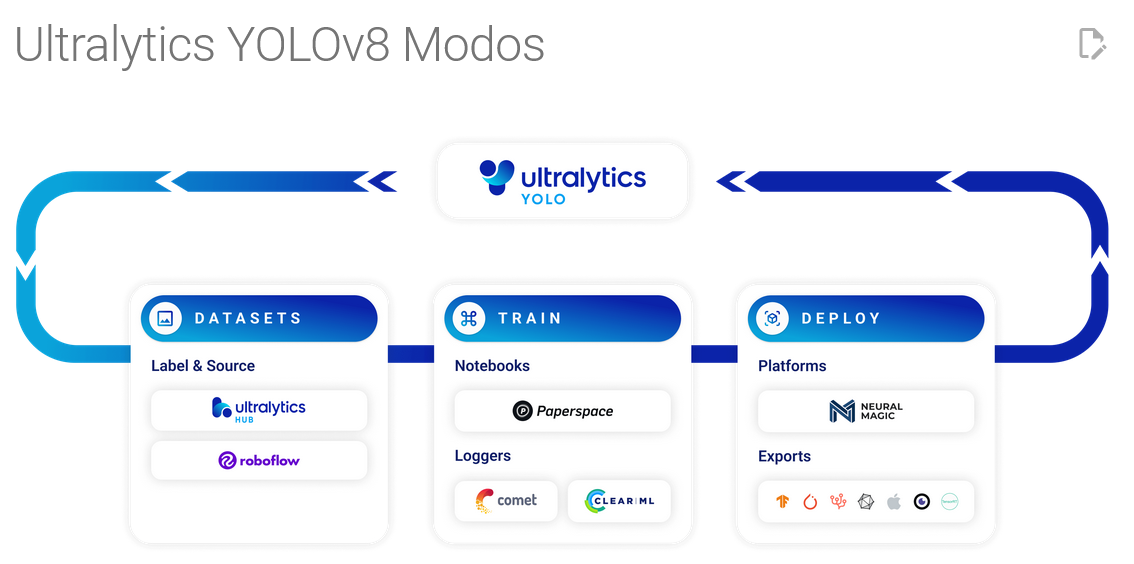 Ultralytics YOLOv8 Modos
ultralytics
YOLO
DATASETS
TRAIN
DEPLOY
Label & Source
ultralytics
HUB
roboflow
Notebooks
Paperspace
Loggers
comet
CLEAR|ML
Platforms
NEURAL
MAGIC
Exports